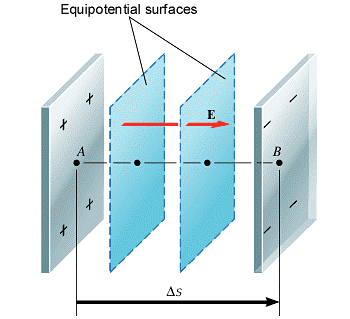 Equipotential surfaces
E
A
B
Δs